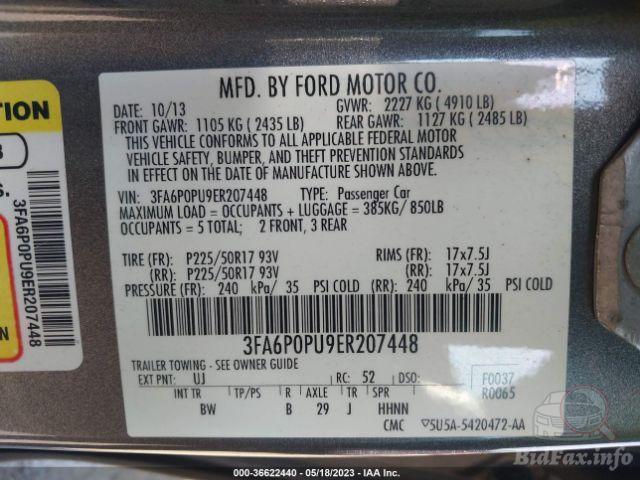 MFD. BY FORD MOTOR CO.
DATE: 10/13 GVWR: 2227 KG (4910 LB)
FRONT GAWR: 1105 KG (2435 LB) REAR GAWR: 1127 KG (2485 LB)
THIS VEHICLE CONFORMS TO ALL APPLICABLE FEDERAL MOTOR
VEHICLE SAFETY, BUMPER, AND THEFT PREVENTION STANDARDS
IN EFFECT ON THE DATE OF MANUFACTURE SHOWN ABOVE.
VIN: 3FA6P0PU9ER207448 TYPE: Passenger Car
MAXIMUM LOAD = OCCUPANTS + LUGGAGE = 385KG/ 850LB
OCCUPANTS = 5 TOTAL; 2 FRONT, 3 REAR
TIRE (FR): P225/50R17 93V RIMS (FR): 17x7.5J
(RR): P225/50R17 93V (RR): 17x7.5J
PRESSURE (FR): 240 kPa/ 35 PSI COLD (RR): 240 kPa/ 35 PSI COLD
3FA6P0PU9ER207448
TRAILER TOWING - SEE OWNER GUIDE
EXT PNT: UJ RC: 52 DSO: F0037
R0065
INT TR TP/PS R AXLE TR SPR
BW B 29 J HHNN
CMC 5U5A-5420472-AA
TION
3
S.
3FA6P0PU9ER207448
N
000-36622440 - 05/18/2023 - IAA Inc.
BidFax.info